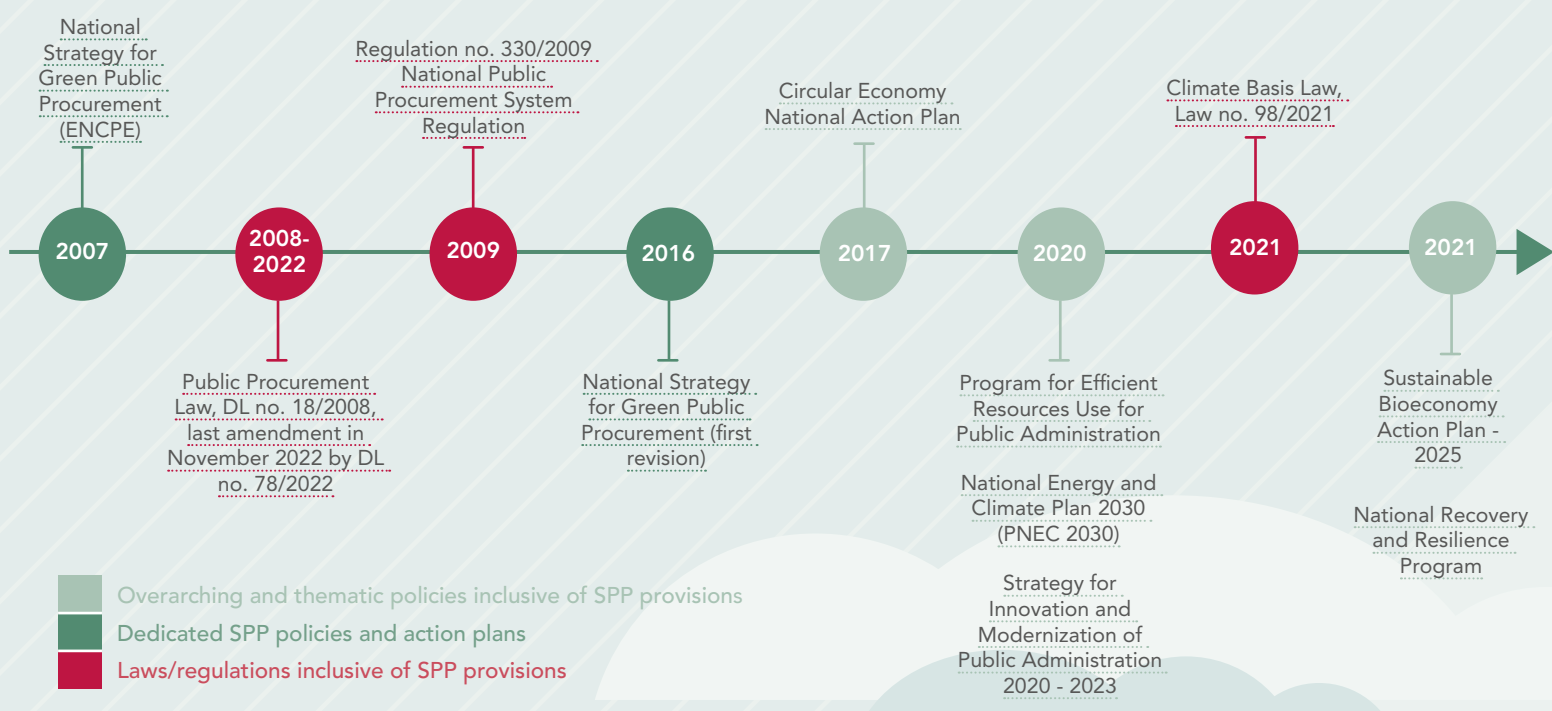 National
Strategy for
Green Public
Procurement
(ENCPE)
Regulation no. 330/2009
National Public
Procurement System
Regulation
Circular Economy
National Action Plan
Climate Basis Law,
Law no. 98/2021
2007
2008-
2022
2009
2016
2017
2020
2021
2021
Public Procurement
Law, DL no. 18/2008,
last amendment in
November 2022 by DL
no. 78/2022
National Strategy
for Green Public
Procurement (first
revision)
Program for Efficient
Resources Use for
Public Administration
National Energy and
Climate Plan 2030
(PNEC 2030)
Strategy for
Innovation and
Modernization of
Public Administration
2020 - 2023
Sustainable
Bioeconomy
Action Plan -
2025
National Recovery
and Resilience
Program
Overarching and thematic policies inclusive of SPP provisions
Dedicated SPP policies and action plans
Laws/regulations inclusive of SPP provisions